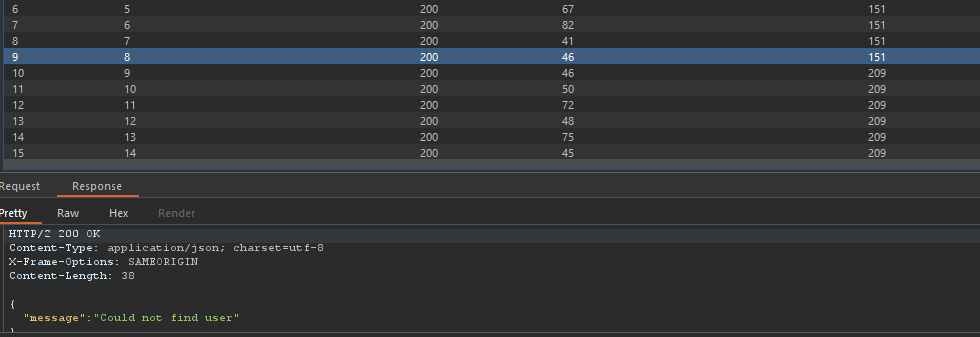 6 5 200 67 151
7 6 200 82 151
8 7 200 41 151
9 8 200 46 151
10 9 200 46 209
11 10 200 50 209
12 11 200 72 209
13 12 200 48 209
14 13 200 75 209
15 14 200 45 209
Request Response
Pretty Raw Hex Render
HTTP/2 200 OK
Content-Type: application/json; charset=utf-8
X-Frame-Options: SAMEORIGIN
Content-Length: 38
{
"message":"Could not find user"
}